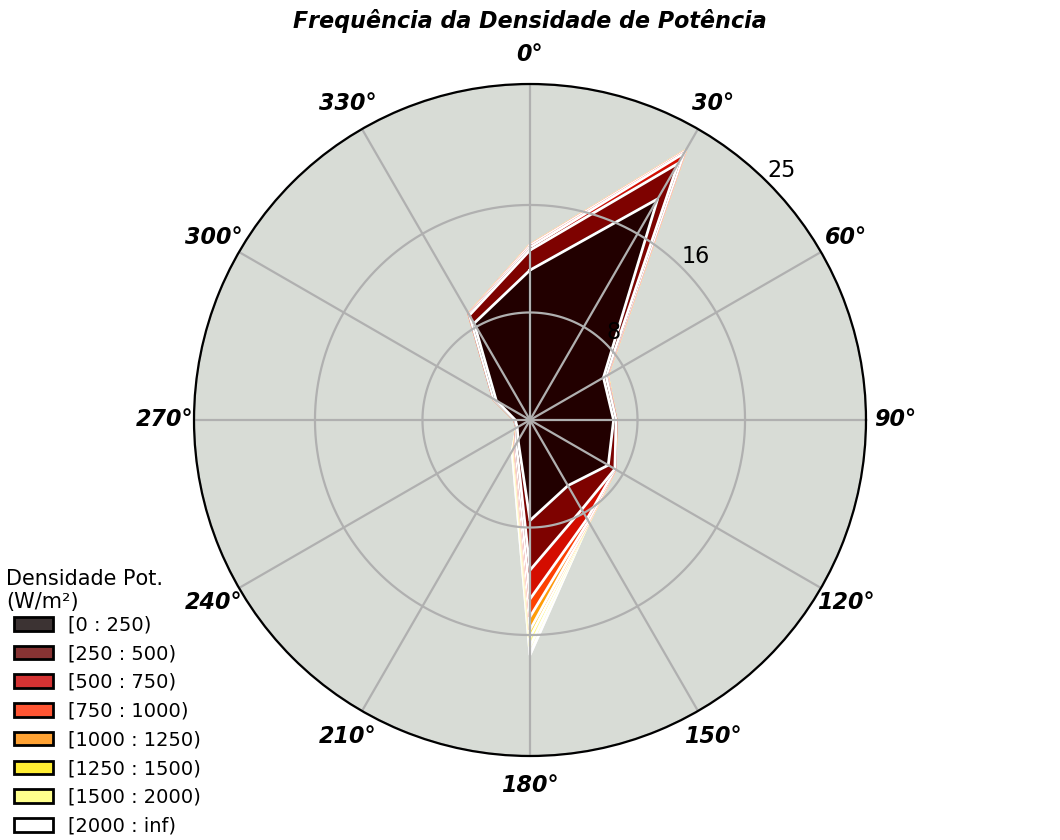 Frequência da Densidade de Potência
0°
330°
30°
25
300°
60°
16
8
270°
90°
Densidade Pot.
(W/m²)
240°
120°
[0 : 250)
[250 : 500)
[500 : 750)
[750 : 1000)
210°
150°
[1000 : 1250)
[1250 : 1500)
180°
[1500 : 2000)
[2000 : inf)